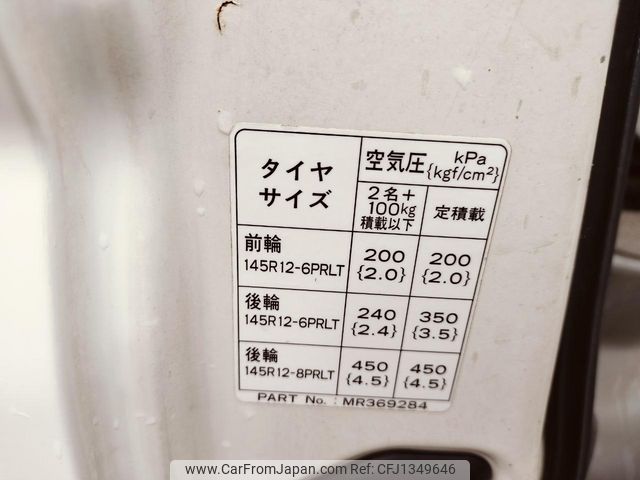 タイヤ
サイズ
空気圧 kPa
{kgf/cm²}
2名+
100kg
積載以下
定積載
前輪
145R12-6PRLT
200
{2.0}
200
{2.0}
後輪
145R12-6PRLT
240
{2.4}
350
{3.5}
後輪
145R12-8PRLT
450
{4.5}
450
{4.5}
PART No. : MR369284
www.CarFromJapan.com - CFJ1349646